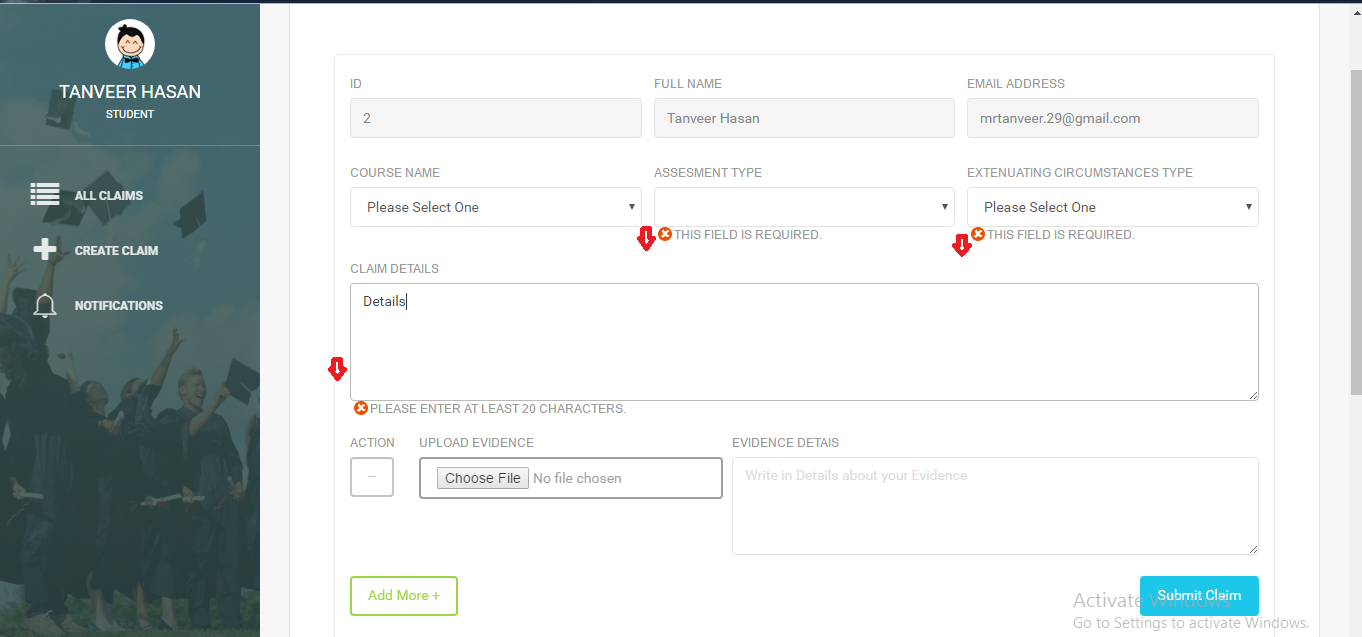 TANVEER HASAN
STUDENT
ALL CLAIMS
CREATE CLAIM
NOTIFICATIONS
ID
FULL NAME
EMAIL ADDRESS
2
Tanveer Hasan
mrtanveer.29@gmail.com
COURSE NAME
ASSESMENT TYPE
EXTENUATING CIRCUMSTANCES TYPE
Please Select One
Please Select One
THIS FIELD IS REQUIRED.
THIS FIELD IS REQUIRED.
CLAIM DETAILS
Details
PLEASE ENTER AT LEAST 20 CHARACTERS.
ACTION
UPLOAD EVIDENCE
EVIDENCE DETAIS
–
Choose File No file chosen
Write in Details about your Evidence
Add More +
Submit Claim
Activate Windows
Go to Settings to activate Windows.